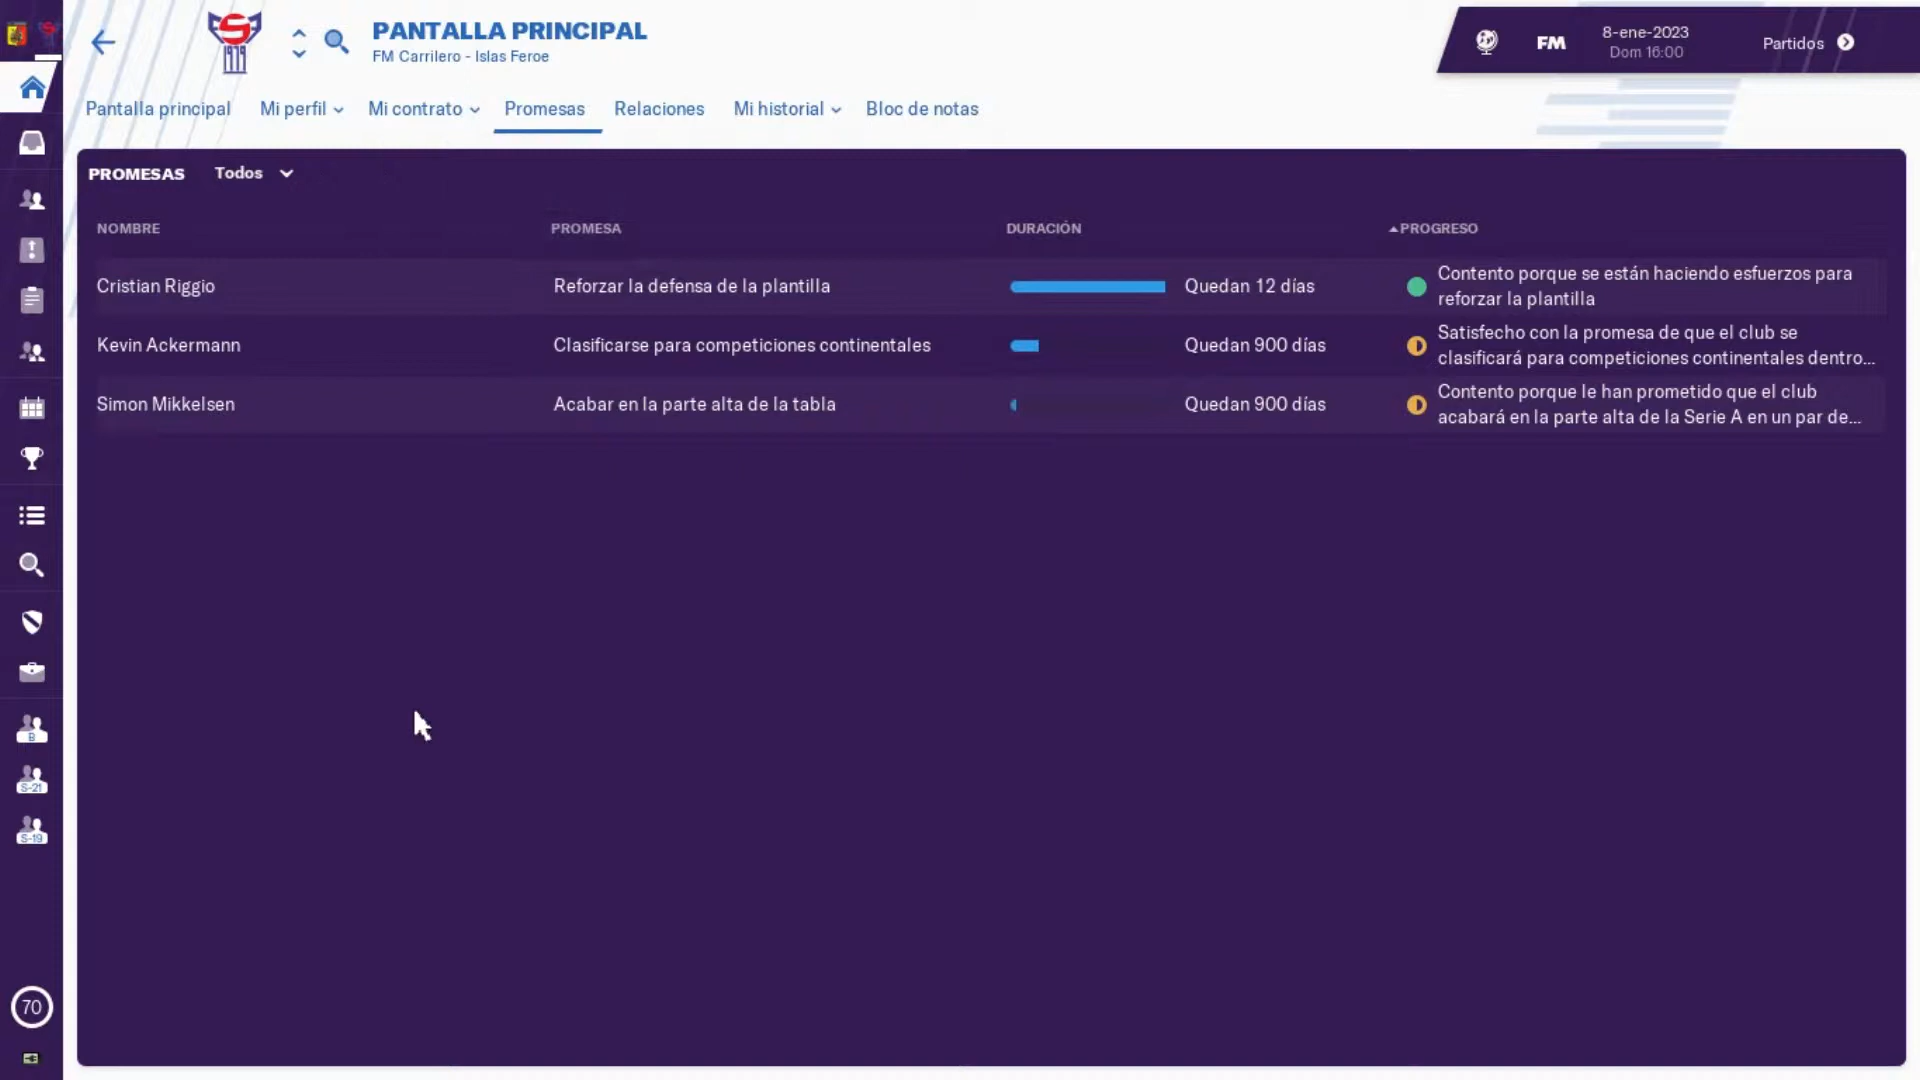 PANTALLA PRINCIPAL
FM Carrilero - Islas Feroe
8-ene-2023
Dom 16:00
FM
Partidos
Pantalla principal
Mi perfil
Mi contrato
Promesas
Relaciones
Mi historial
Bloc de notas
PROMESAS
Todos
NOMBRE
PROMESA
DURACIÓN
PROGRESO
Cristian Riggio
Reforzar la defensa de la plantilla
Quedan 12 días
Contento porque se están haciendo esfuerzos para
reforzar la plantilla
Kevin Ackermann
Clasificarse para competiciones continentales
Quedan 900 días
Satisfecho con la promesa de que el club se
clasificará para competiciones continentales dentro...
Simon Mikkelsen
Acabar en la parte alta de la tabla
Quedan 900 días
Contento porque le han prometido que el club
acabará en la parte alta de la Serie A en un par de...
B
S-21
S-19
70
1979